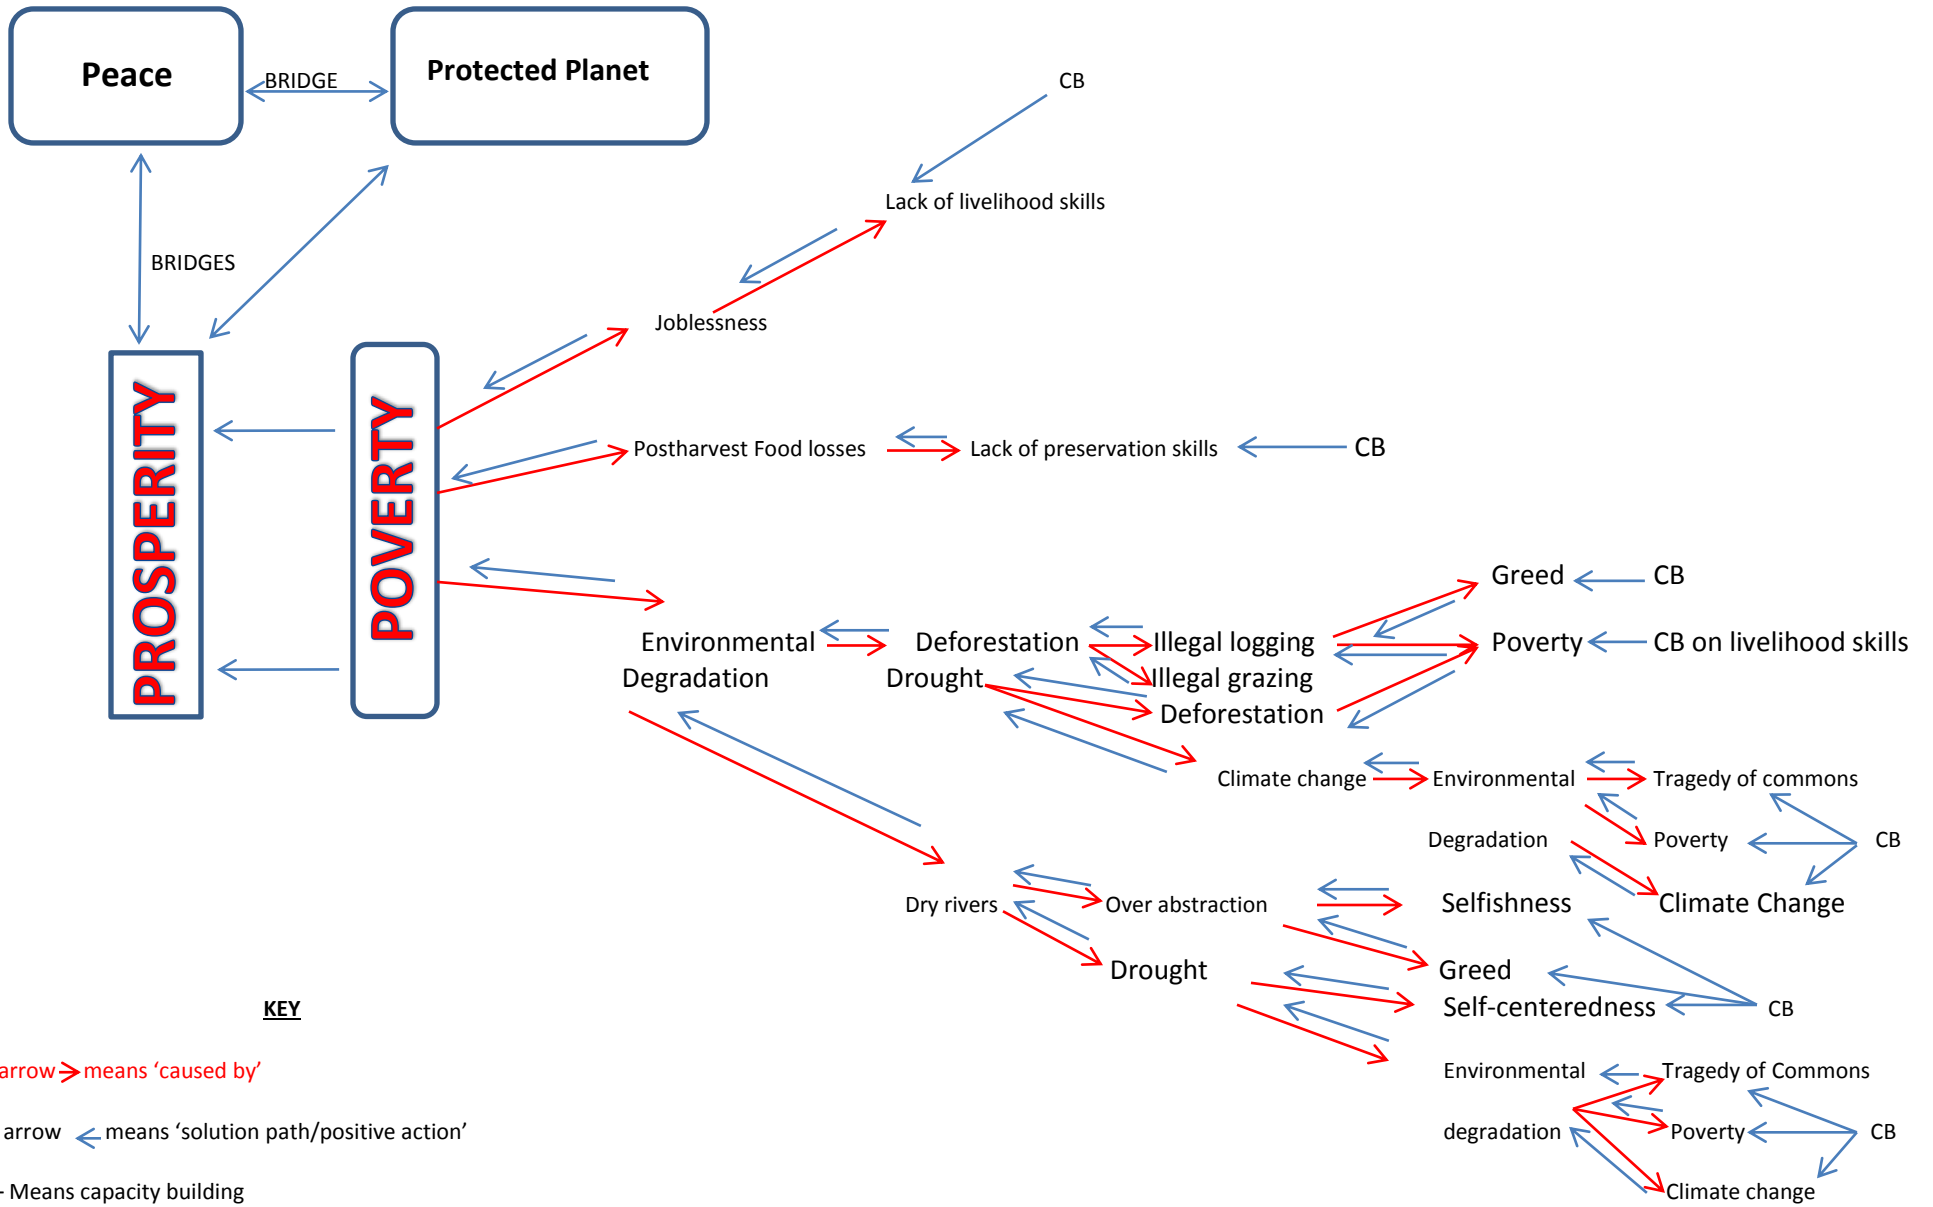 Peace
BRIDGE
Protected Planet
CB
Lack of livelihood skills
BRIDGES
Joblessness
PROSPERITY
POVERTY
Postharvest Food losses
Lack of preservation skills
CB
Greed
CB
Environmental
Degradation
Deforestation
Drought
Illegal logging
Illegal grazing
Deforestation
Poverty
CB on livelihood skills
Climate change
Environmental
Tragedy of commons
Degradation
Poverty
CB
Climate Change
Dry rivers
Over abstraction
Selfishness
Drought
Greed
Self-centeredness
CB
Environmental
Tragedy of Commons
degradation
Poverty
CB
Climate change
KEY
arrow means ‘caused by’
arrow means ‘solution path/positive action’
- Means capacity building